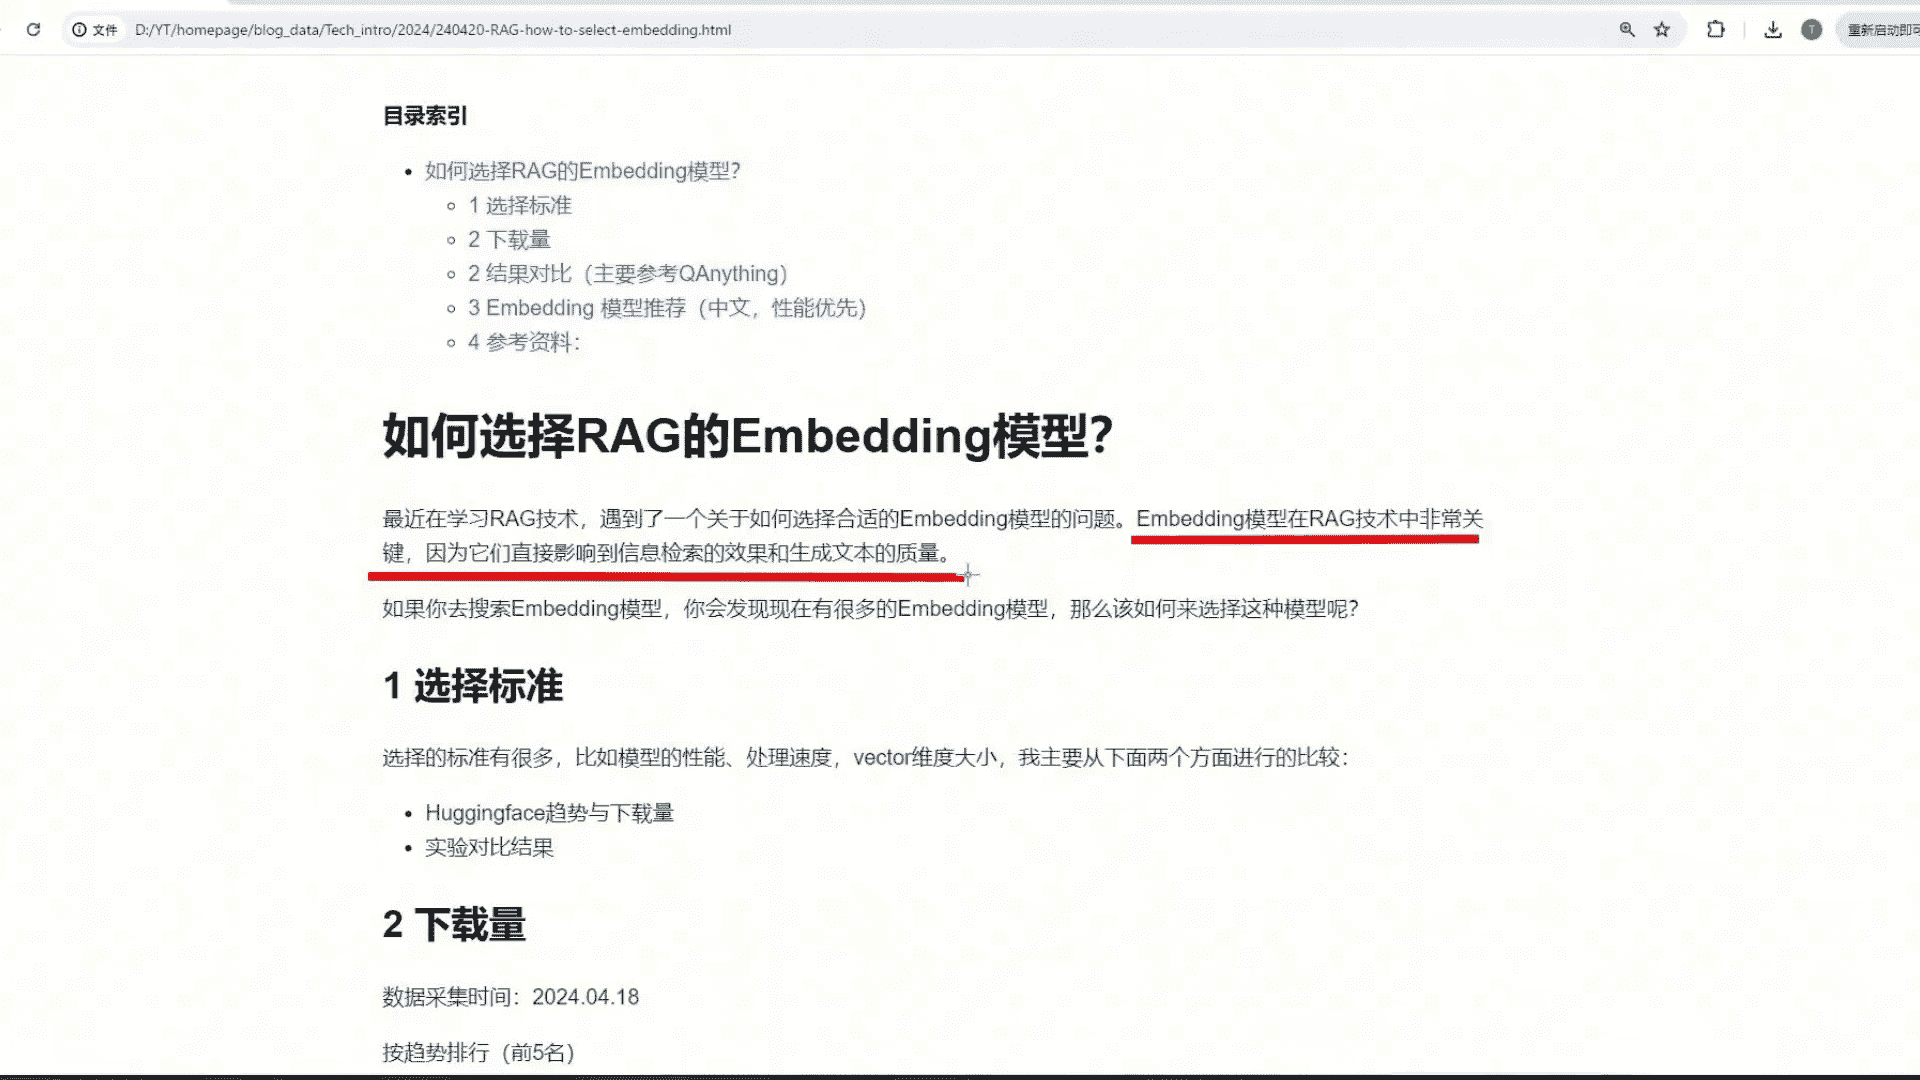 文件
D:/YT/homepage/blog_data/Tech_intro/2024/240420-RAG-how-to-select-embedding.html
T
重新启动即可
目录索引
如何选择RAG的Embedding模型?
1 选择标准
2 下载量
2 结果对比（主要参考QAnything）
3 Embedding 模型推荐（中文，性能优先）
4 参考资料：
如何选择RAG的Embedding模型?
最近在学习RAG技术，遇到了一个关于如何选择合适的Embedding模型的问题。Embedding模型在RAG技术中非常关
键，因为它们直接影响到信息检索的效果和生成文本的质量。
如果你去搜索Embedding模型，你会发现现在有很多的Embedding模型，那么该如何来选择这种模型呢?
1 选择标准
选择的标准有很多，比如模型的性能、处理速度，vector维度大小，我主要从下面两个方面进行的比较：
Huggingface趋势与下载量
实验对比结果
2 下载量
数据采集时间：2024.04.18
按趋势排行（前5名）